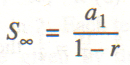 S∞ = a₁ / (1 − r)